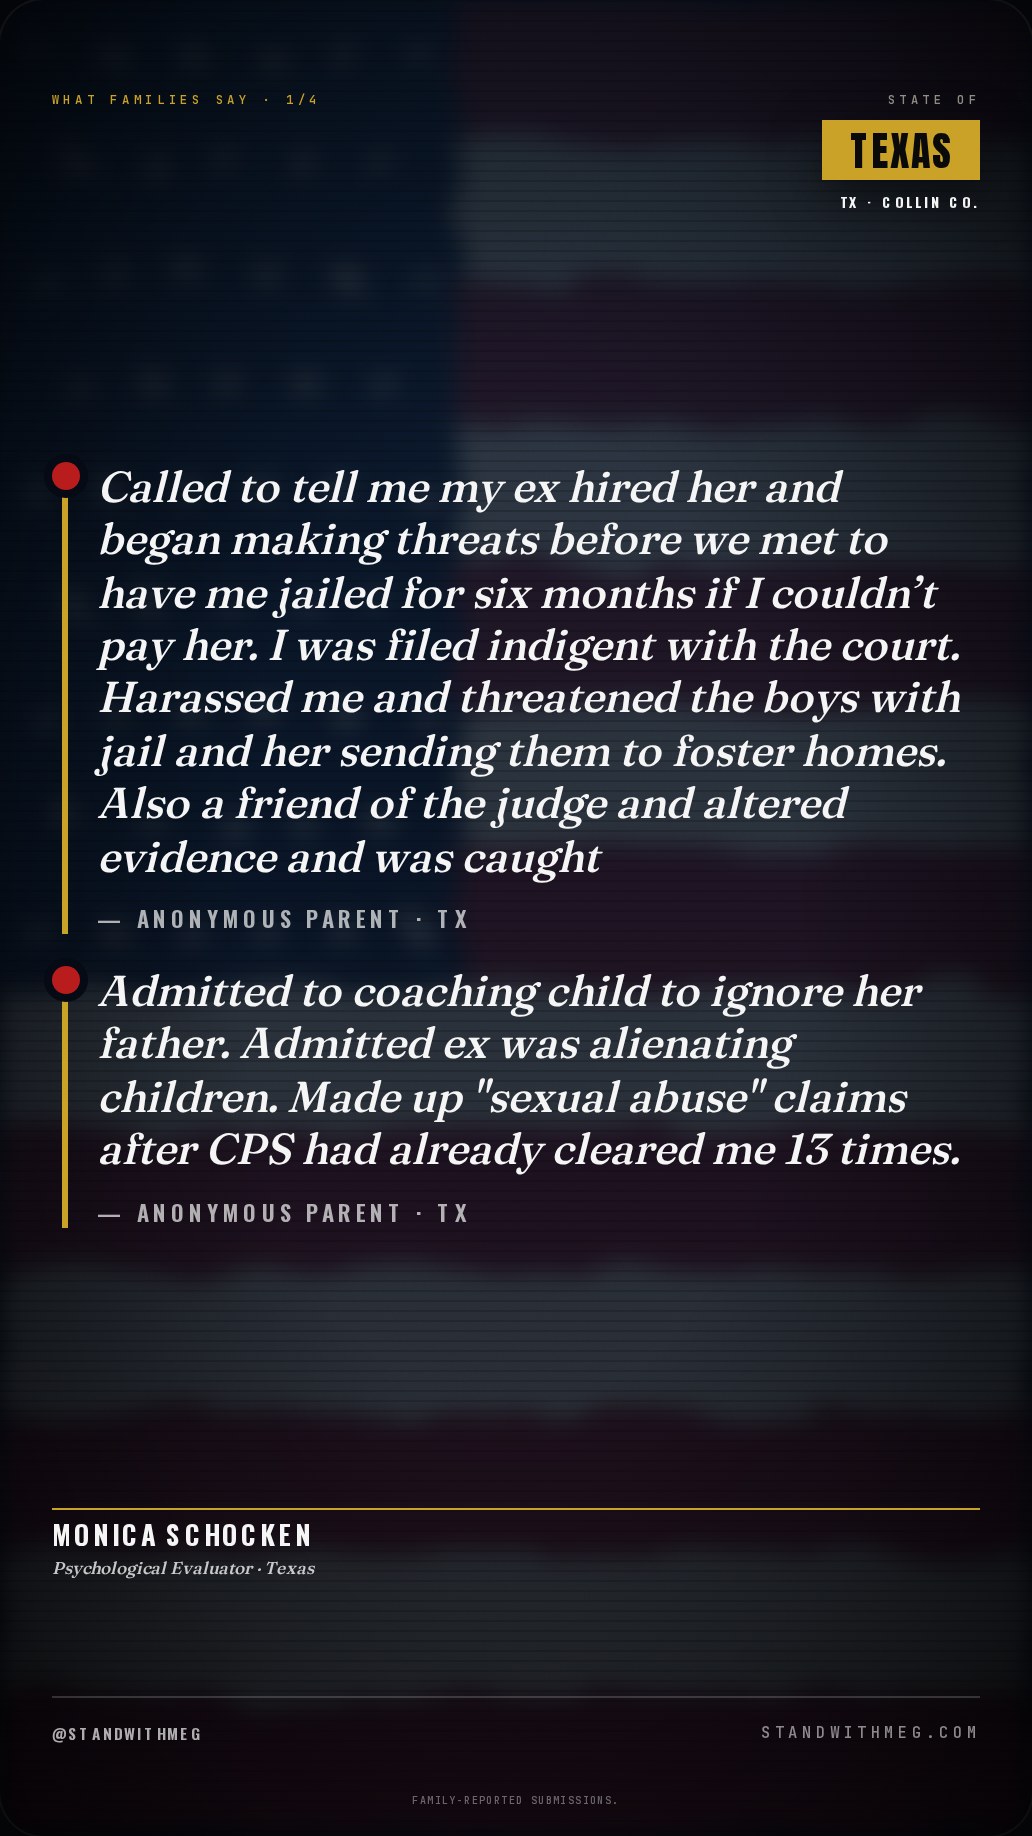 WHAT FAMILIES SAY · 1/4
STATE OF
TEXAS
TX · COLLIN CO.
Called to tell me my ex hired her and
began making threats before we met to
have me jailed for six months if I couldn’t
pay her. I was filed indigent with the court.
Harassed me and threatened the boys with
jail and her sending them to foster homes.
Also a friend of the judge and altered
evidence and was caught
— ANONYMOUS PARENT · TX
Admitted to coaching child to ignore her
father. Admitted ex was alienating
children. Made up "sexual abuse" claims
after CPS had already cleared me 13 times.
— ANONYMOUS PARENT · TX
MONICA SCHOCKEN
Psychological Evaluator · Texas
@STANDWITHMEG
STANDWITHMEG.COM
FAMILY-REPORTED SUBMISSIONS.